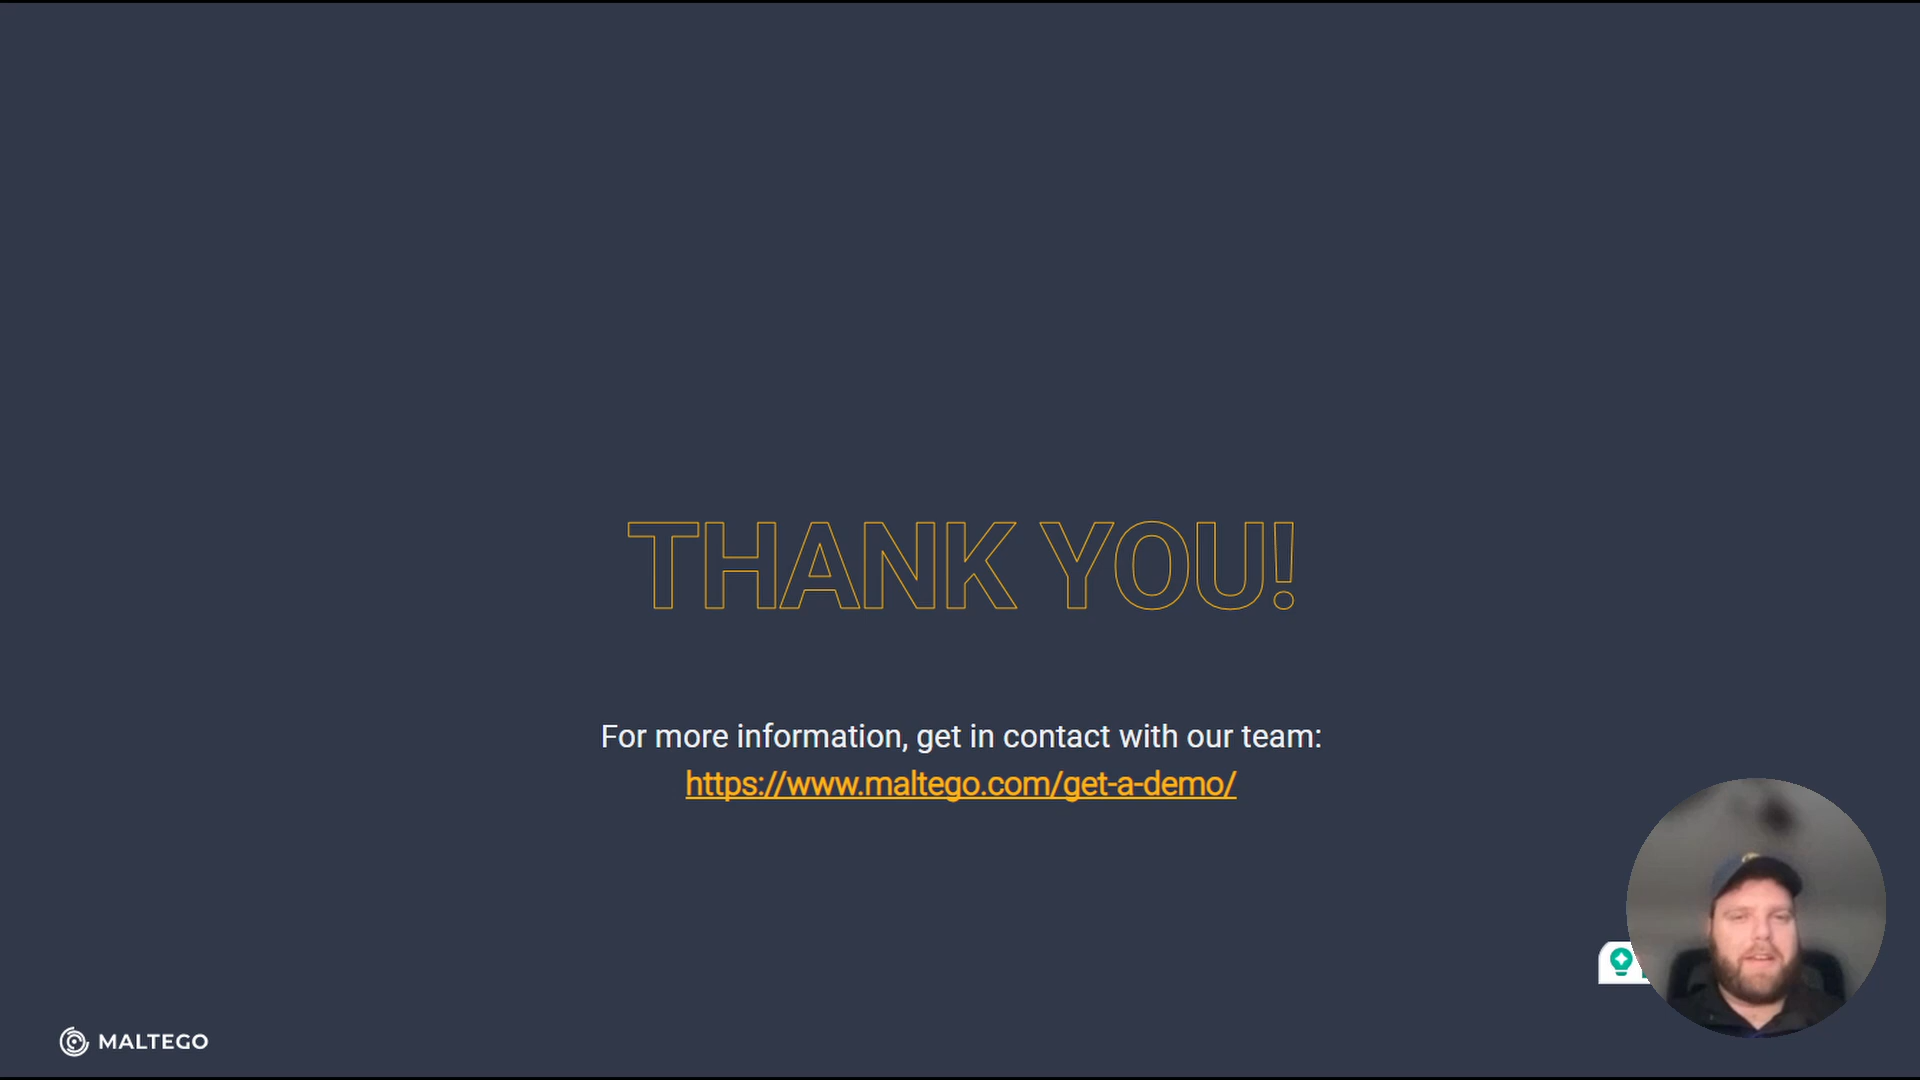 THANK YOU!
For more information, get in contact with our team:
https://www.maltego.com/get-a-demo/
MALTEGO